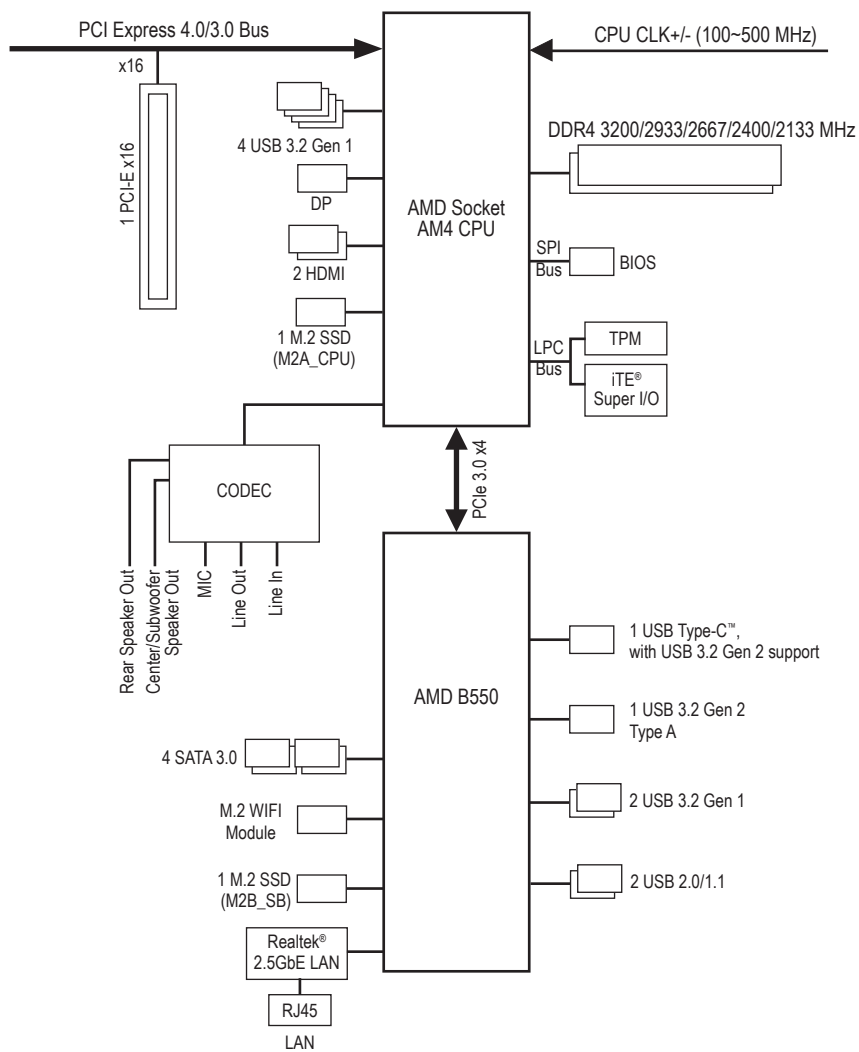 PCI Express 4.0/3.0 Bus
CPU CLK+/- (100~500 MHz)
x16
1 PCI-E x16
4 USB 3.2 Gen 1
DP
2 HDMI
1 M.2 SSD
(M2A_CPU)
AMD Socket
AM4 CPU
DDR4 3200/2933/2667/2400/2133 MHz
SPI
Bus
BIOS
LPC
Bus
TPM
iTE®
Super I/O
PCIe 3.0 x4
CODEC
Rear Speaker Out
Center/Subwoofer
Speaker Out
MIC
Line Out
Line In
AMD B550
1 USB Type-C™,
with USB 3.2 Gen 2 support
1 USB 3.2 Gen 2
Type A
2 USB 3.2 Gen 1
2 USB 2.0/1.1
4 SATA 3.0
M.2 WIFI
Module
1 M.2 SSD
(M2B_SB)
Realtek®
2.5GbE LAN
RJ45
LAN